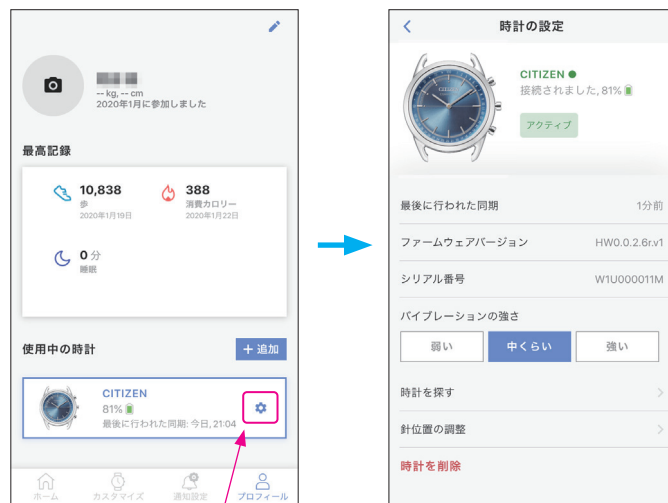 -- kg, -- cm
2020年1月に参加しました
最高記録
10,838
歩
2020年1月19日
388
消費カロリー
2020年1月22日
0 分
睡眠
使用中の時計
+ 追加
CITIZEN
81%
最後に行われた同期: 今日, 21:04
ホーム
カスタマイズ
通知設定
プロフィール
時計の設定
CITIZEN
接続されました, 81%
アクティブ
最後に行われた同期 1分前
ファームウェアバージョン HW0.0.2.6r.v1
シリアル番号 W1U000011M
バイブレーションの強さ
弱い 中くらい 強い
時計を探す
針位置の調整
時計を削除